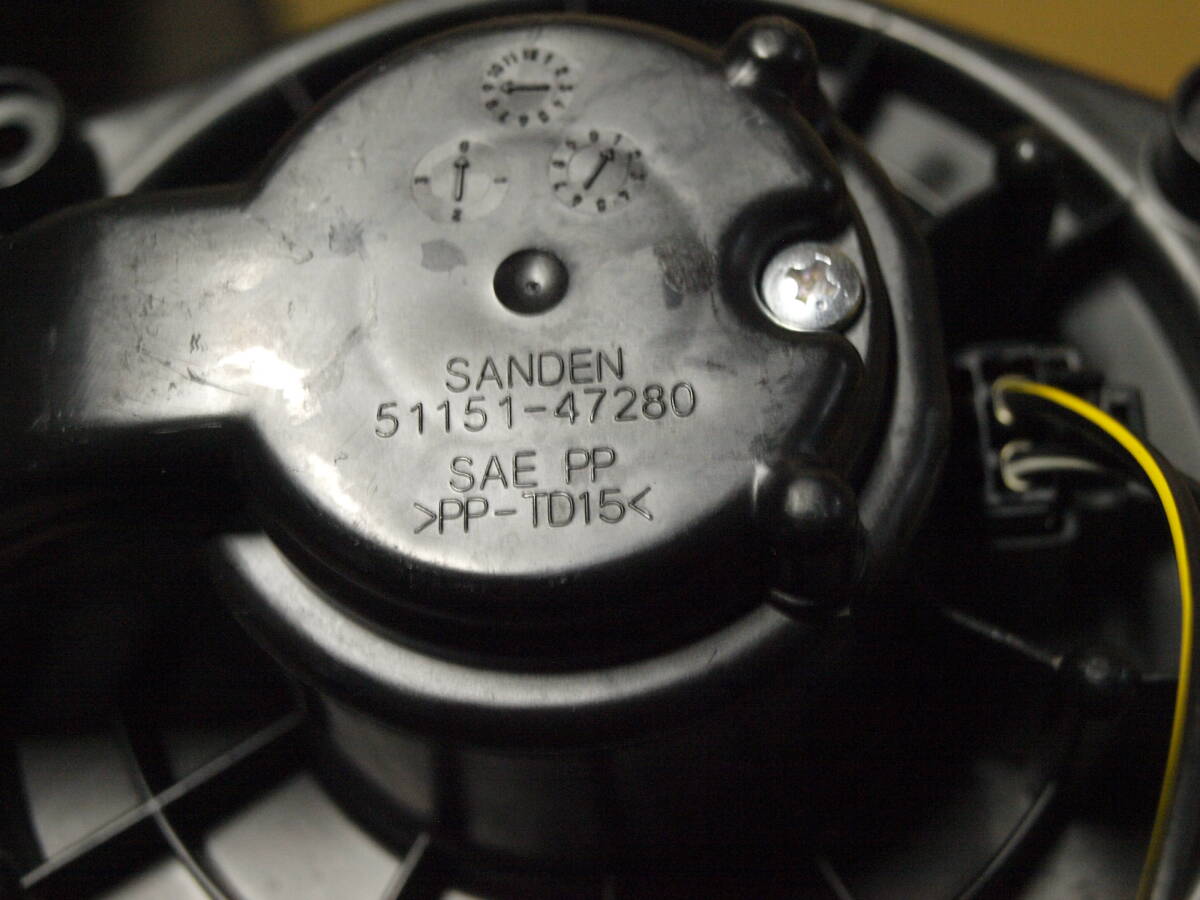 SANDEN
51151-47280
SAE PP
>PP-TD15<